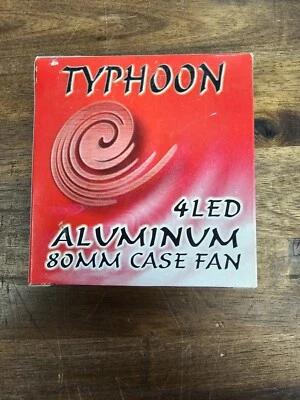 TYPHOON
4LED
ALUMINUM
80MM CASE FAN